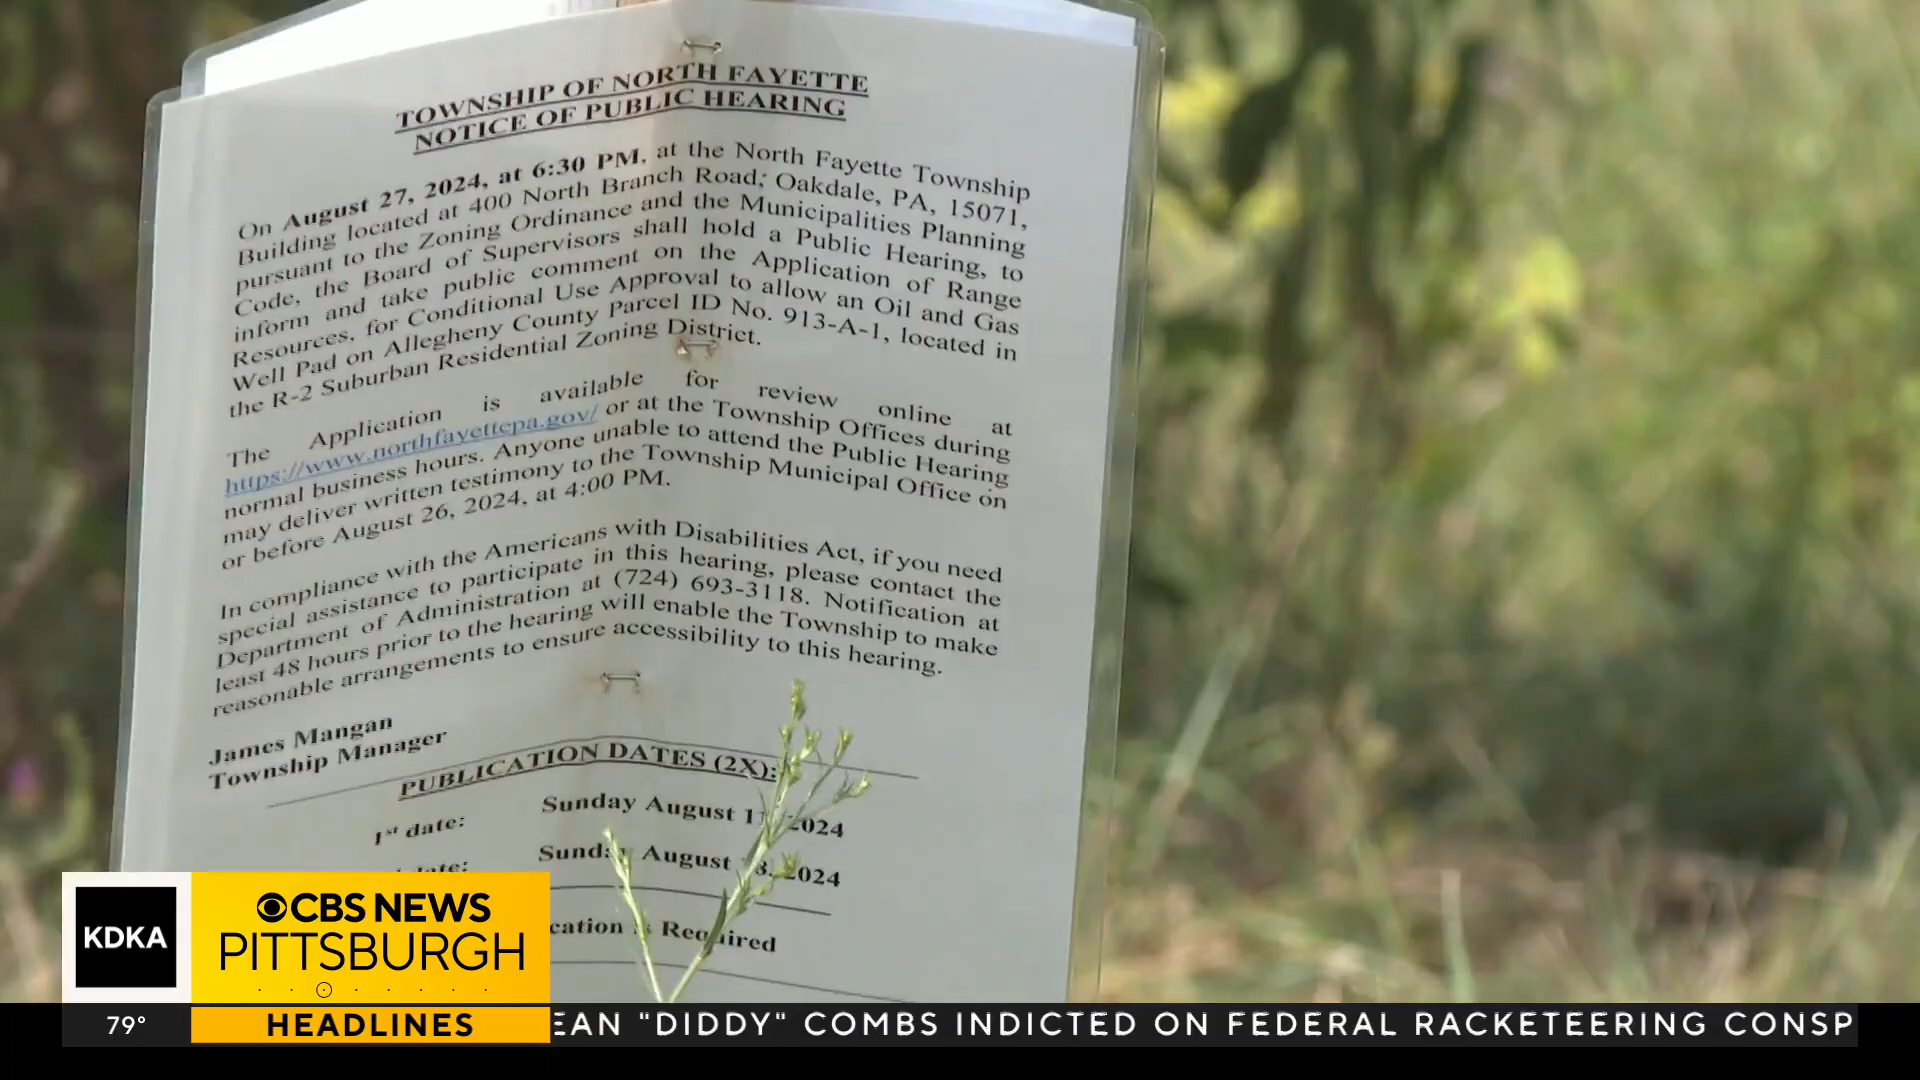 TOWNSHIP OF NORTH FAYETTE
NOTICE OF PUBLIC HEARING
On August 27, 2024, at 6:30 PM, at the North Fayette Township
Building located at 400 North Branch Road; Oakdale, PA, 15071,
pursuant to the Zoning Ordinance and the Municipalities Planning
Code, the Board of Supervisors shall hold a Public Hearing, to
inform and take public comment on the Application of Range
Resources, for Conditional Use Approval to allow an Oil and Gas
Well Pad on Allegheny County Parcel ID No. 913-A-1, located in
the R-2 Suburban Residential Zoning District.
The Application is available for review online at
https://www.northfayettepa.gov/ or at the Township Offices during
normal business hours. Anyone unable to attend the Public Hearing
may deliver written testimony to the Township Municipal Office on
or before August 26, 2024, at 4:00 PM.
In compliance with the Americans with Disabilities Act, if you need
special assistance to participate in this hearing, please contact the
Department of Administration at (724) 693-3118. Notification at
least 48 hours prior to the hearing will enable the Township to make
reasonable arrangements to ensure accessibility to this hearing.
James Mangan
Township Manager
PUBLICATION DATES (2X):
1st date: Sunday August 2024
date: August 2024
cation Required
KDKA
CBS NEWS
PITTSBURGH
79° HEADLINES EAN "DIDDY" COMBS INDICTED ON FEDERAL RACKETEERING CONSP